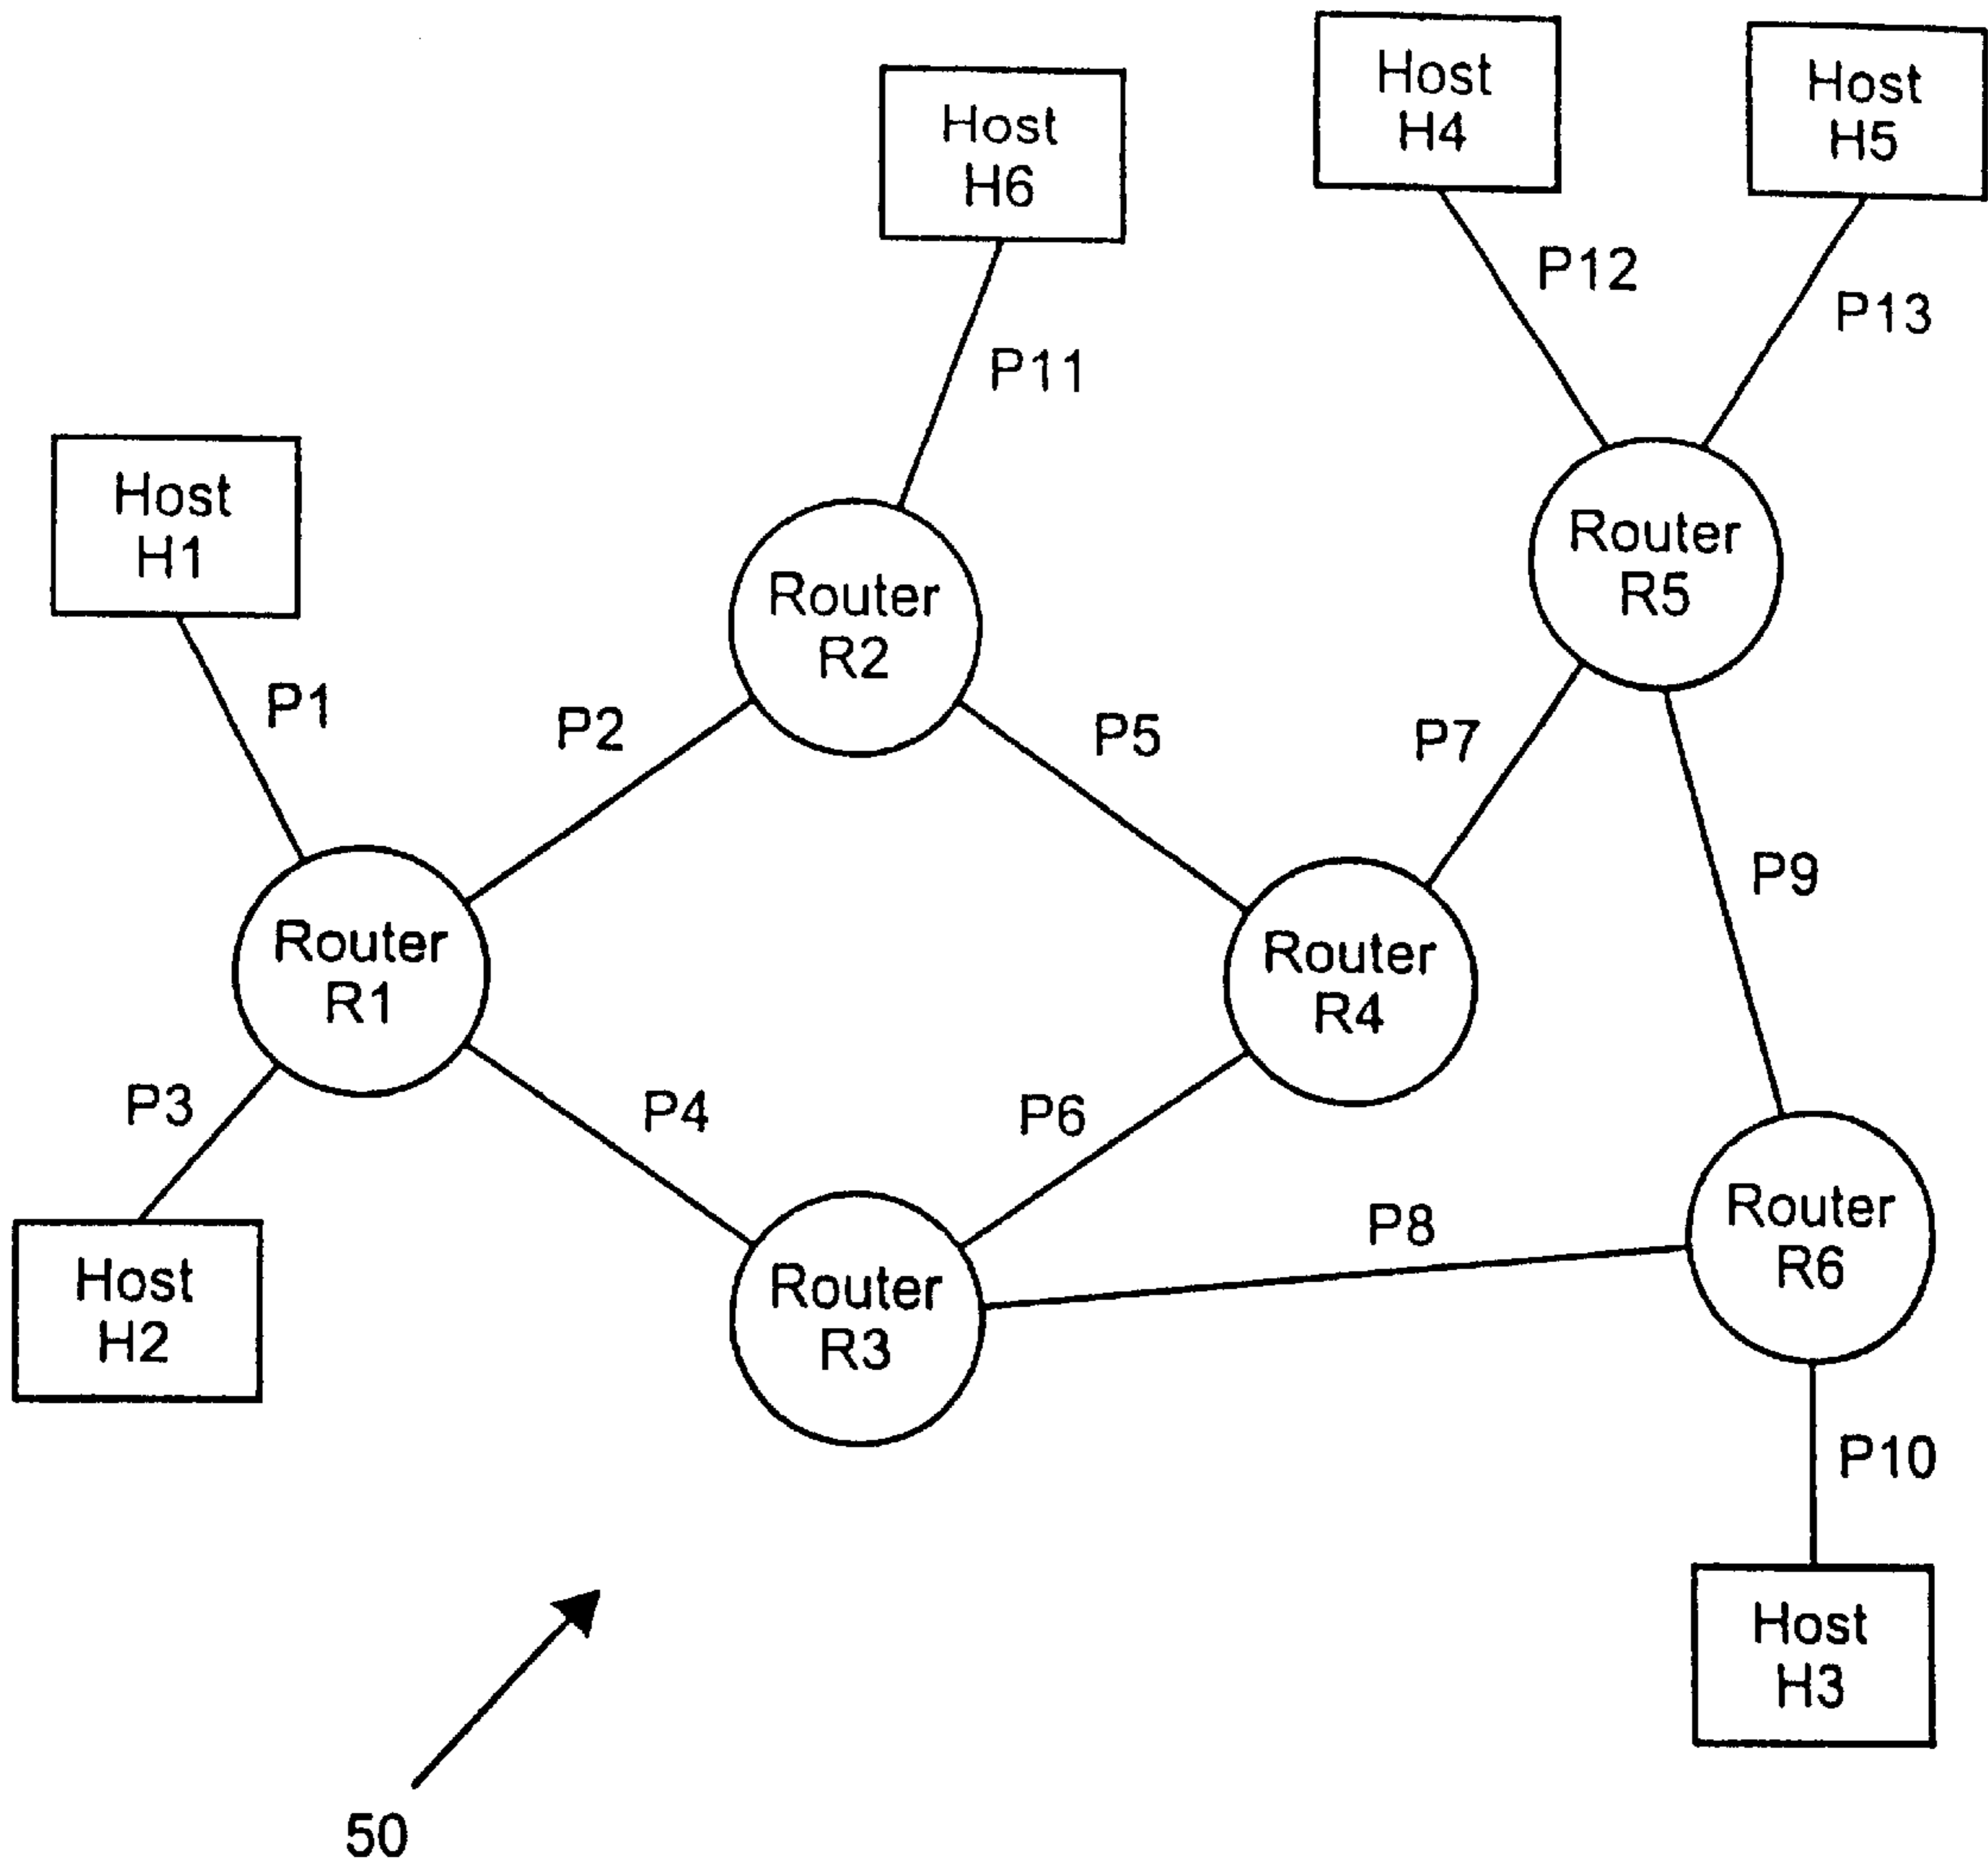 Host
H4
Host
H5
Host
H6
P12
P13
P11
Host
H1
Router
R5
Router
R2
P1
P2
P5
P7
P9
Router
R1
Router
R4
P3
P4
P6
Router
R6
P8
Host
H2
Router
R3
P10
Host
H3
50